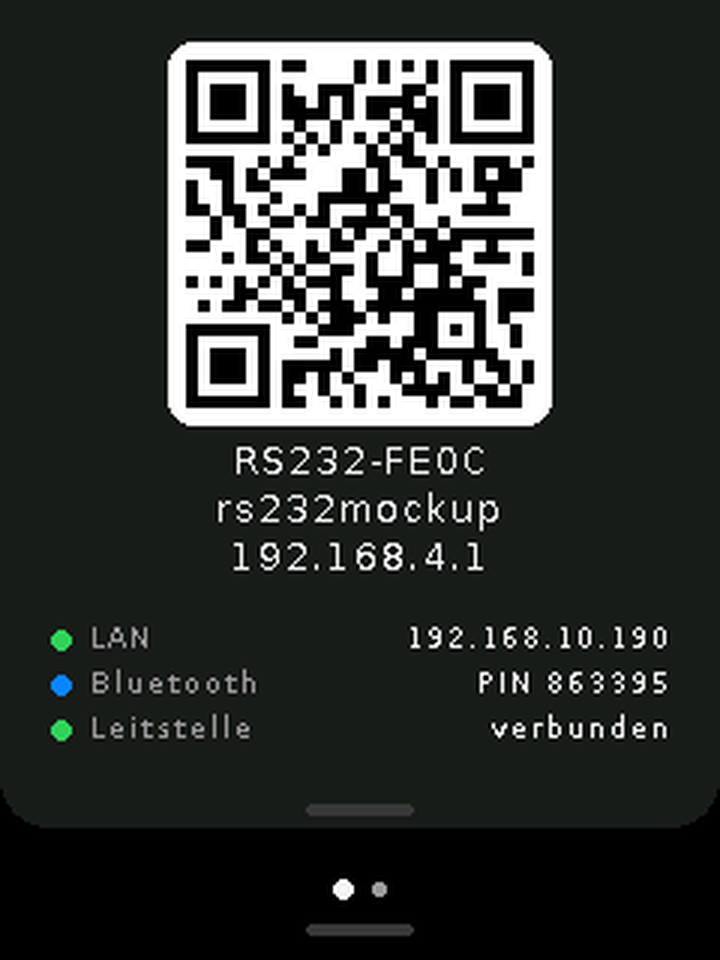 RS232-FE0C
rs232mockup
192.168.4.1
LAN 192.168.10.190
Bluetooth PIN 863395
Leitstelle verbunden